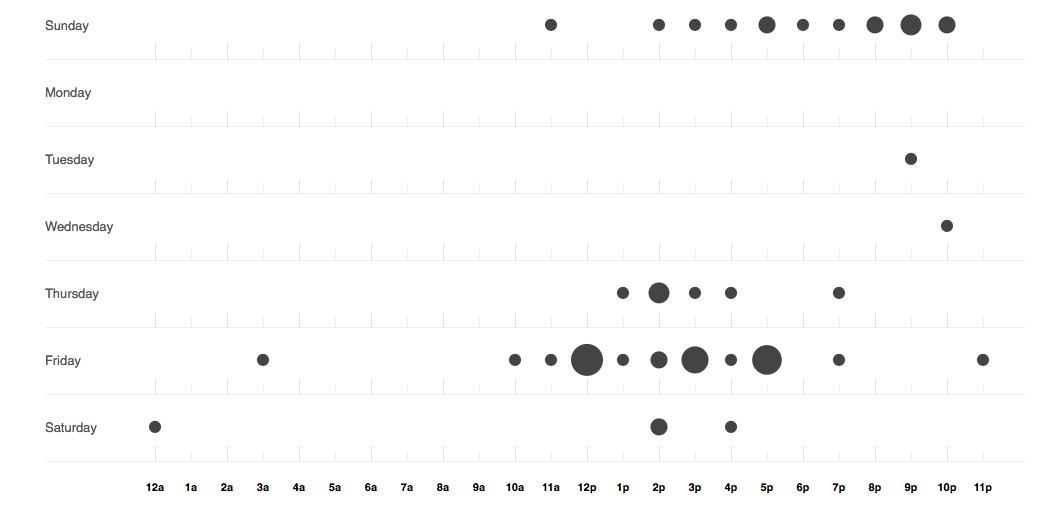 Sunday
Monday
Tuesday
Wednesday
Thursday
Friday
Saturday
12a 1a 2a 3a 4a 5a 6a 7a 8a 9a 10a 11a 12p 1p 2p 3p 4p 5p 6p 7p 8p 9p 10p 11p